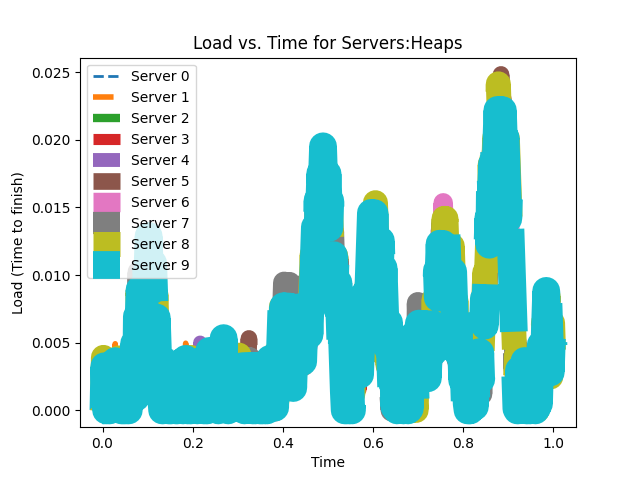 Load vs. Time for Servers:Heaps
Load (Time to finish)
0.025
0.020
0.015
0.010
0.005
0.000
Server 0
Server 1
Server 2
Server 3
Server 4
Server 5
Server 6
Server 7
Server 8
Server 9
0.0 0.2 0.4 0.6 0.8 1.0
Time